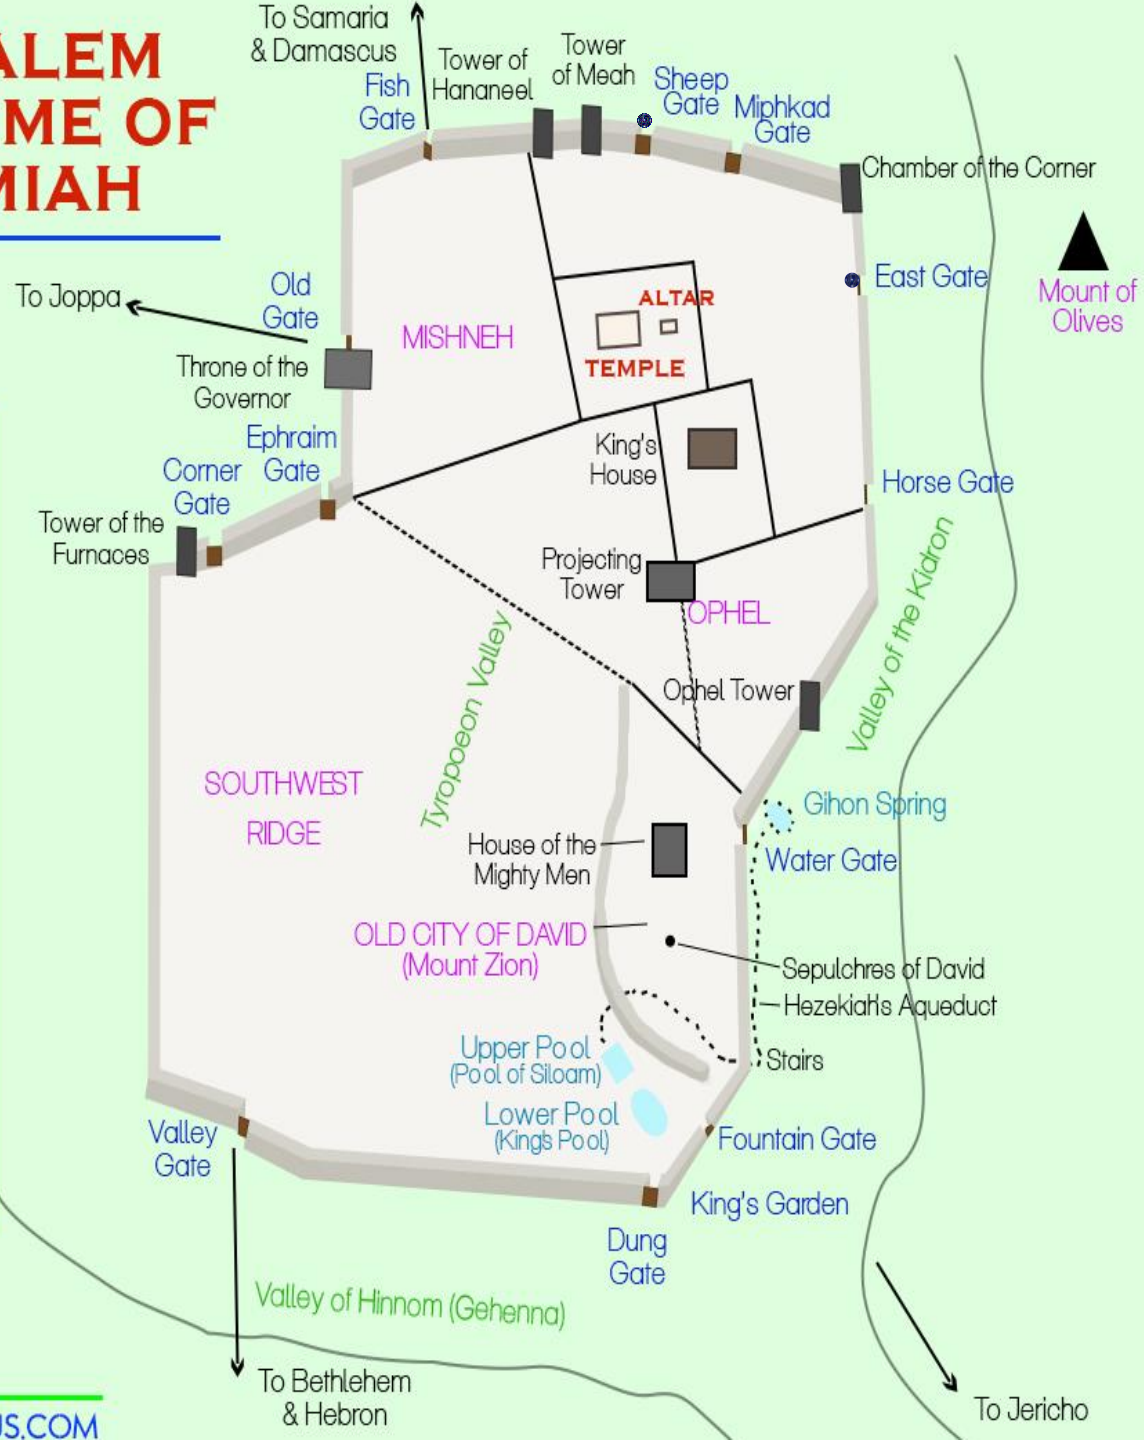 ALEM
ME OF
MIAH
To Samaria
& Damascus
Tower of
Hananeel
Tower
of Meah
Fish
Gate
Sheep
Gate
Miphkad
Gate
Chamber of the Corner
To Joppa
Old
Gate
MISHNEH
ALTAR
TEMPLE
East Gate
Mount of
Olives
Throne of the
Governor
Ephraim
Gate
Corner
Gate
King's
House
Horse Gate
Tower of the
Furnaces
Projecting
Tower
OPHEL
Valley of the Kidron
Tyropoeon Valley
Ophel Tower
SOUTHWEST
RIDGE
Gihon Spring
House of the
Mighty Men
Water Gate
OLD CITY OF DAVID
(Mount Zion)
Sepulchres of David
Hezekiah's Aqueduct
Upper Pool
(Pool of Siloam)
Stairs
Lower Pool
(King's Pool)
Valley
Gate
Fountain Gate
King's Garden
Dung
Gate
Valley of Hinnom (Gehenna)
To Bethlehem
& Hebron
To Jericho
US.COM